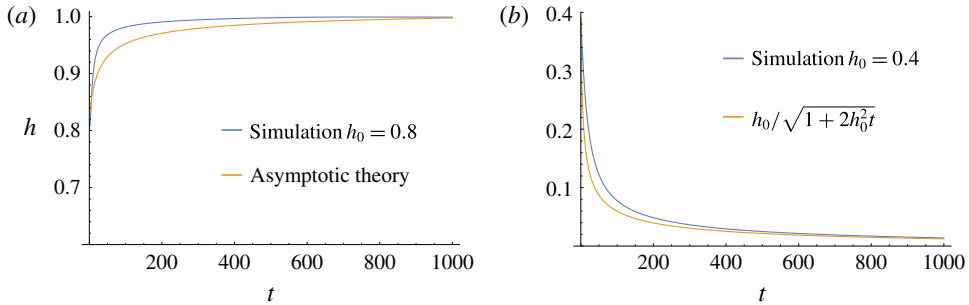 (a)
1.0
0.9
0.8
0.7
h
Simulation h₀ = 0.8
Asymptotic theory
200 400 600 800 1000
t
(b)
0.4
0.3
0.2
0.1
Simulation h₀ = 0.4
h₀/√1 + 2h₀²t
200 400 600 800 1000
t